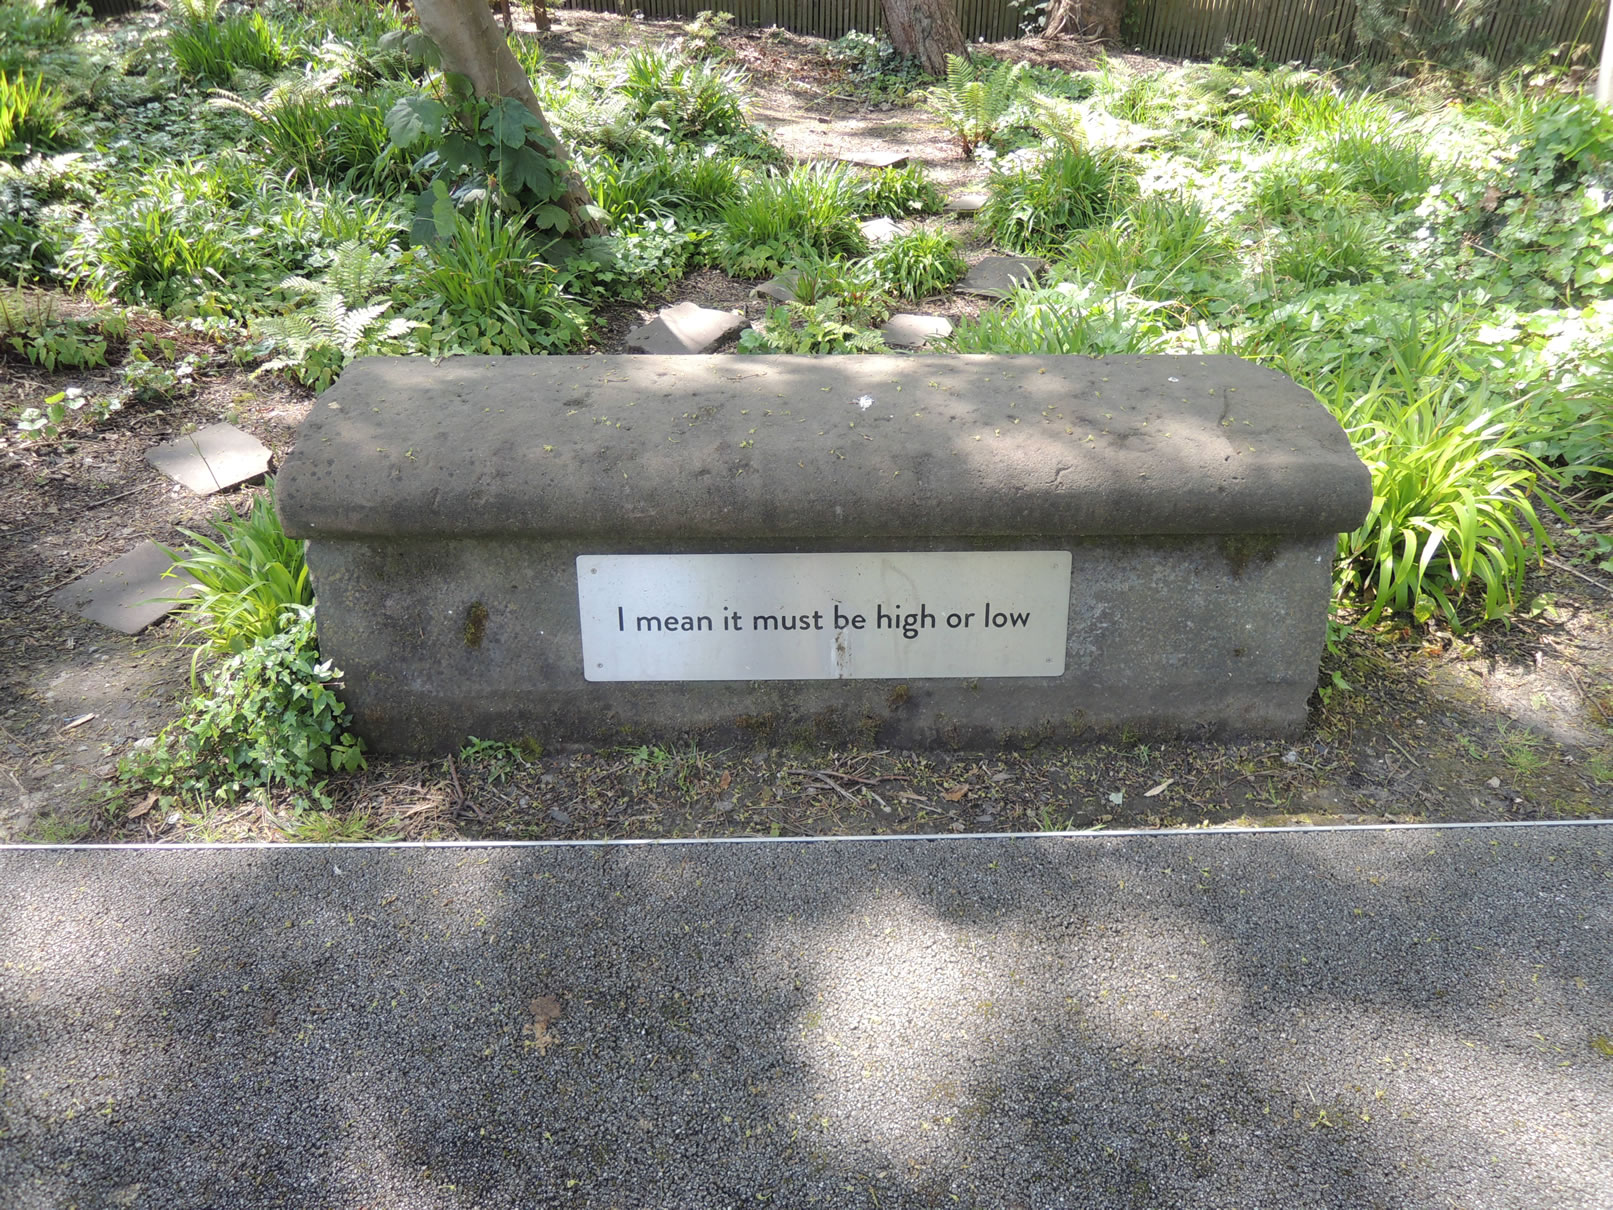 I mean it must be high or low